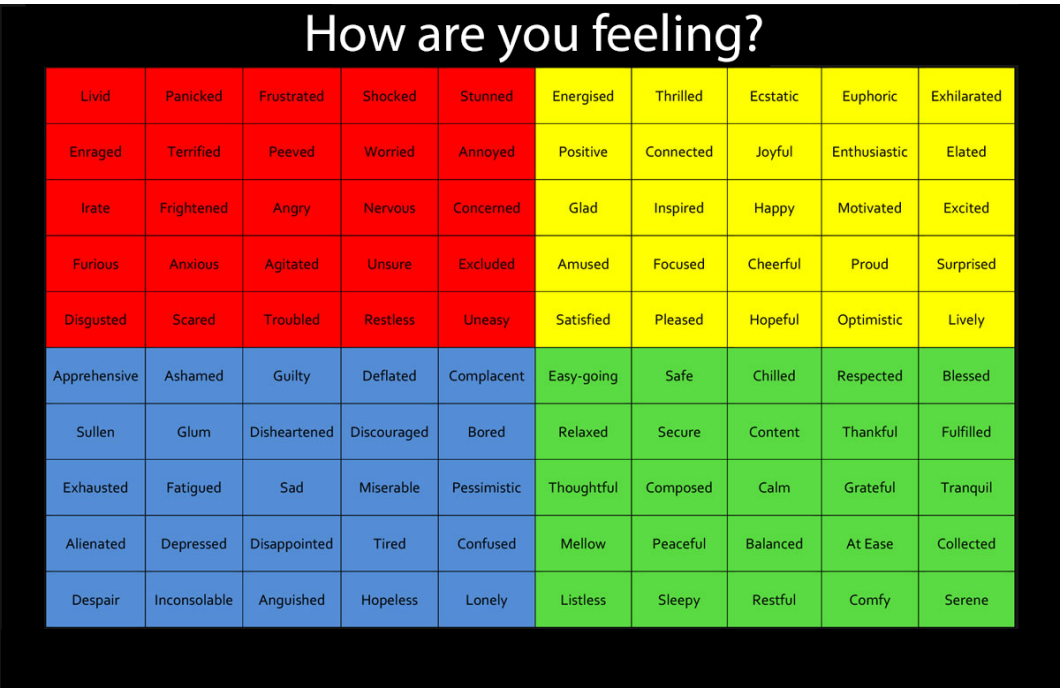 How are you feeling?
Livid Panicked Frustrated Shocked Stunned Energised Thrilled Ecstatic Euphoric Exhilarated
Enraged Terrified Peeved Worried Annoyed Positive Connected Joyful Enthusiastic Elated
Irate Frightened Angry Nervous Concerned Glad Inspired Happy Motivated Excited
Furious Anxious Agitated Unsure Excluded Amused Focused Cheerful Proud Surprised
Disgusted Scared Troubled Restless Uneasy Satisfied Pleased Hopeful Optimistic Lively
Apprehensive Ashamed Guilty Deflated Complacent Easy-going Safe Chilled Respected Blessed
Sullen Glum Disheartened Discouraged Bored Relaxed Secure Content Thankful Fulfilled
Exhausted Fatigued Sad Miserable Pessimistic Thoughtful Composed Calm Grateful Tranquil
Alienated Depressed Disappointed Tired Confused Mellow Peaceful Balanced At Ease Collected
Despair Inconsolable Anguished Hopeless Lonely Listless Sleepy Restful Comfy Serene